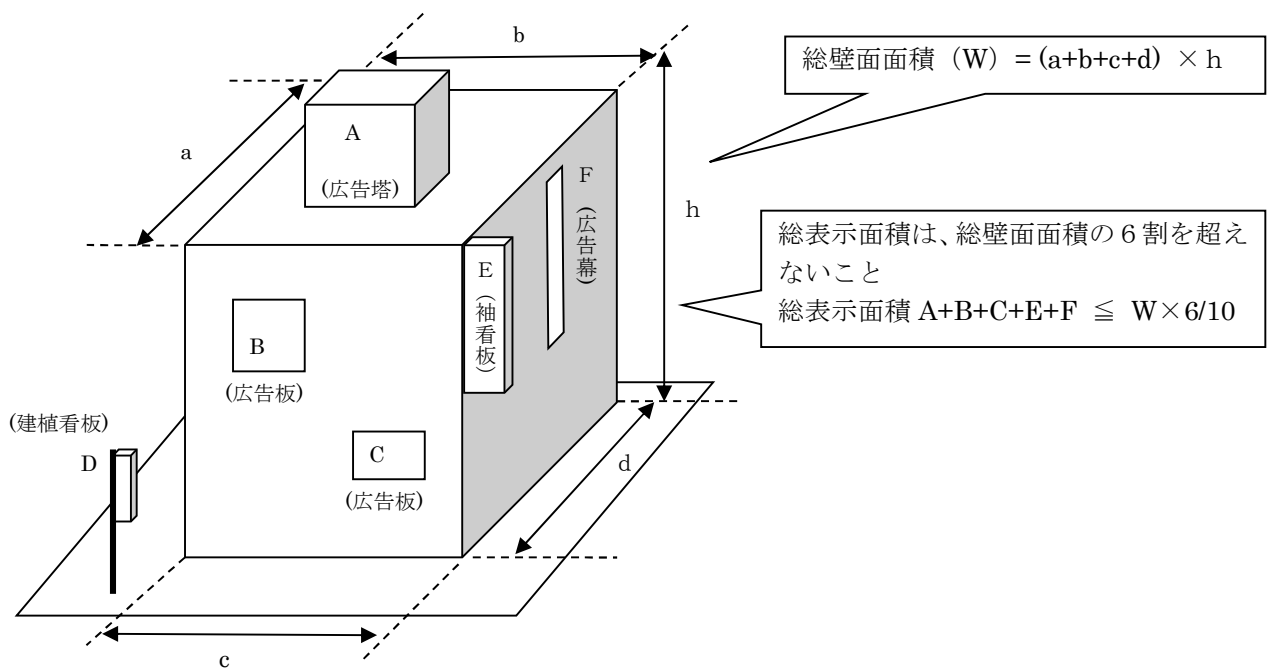 b
総壁面面積（W）= (a+b+c+d) ×ｈ
a
A
(広告塔)
F（広告幕）
h
総表示面積は、総壁面面積の６割を超え
ないこと
総表示面積 A+B+C+E+F ≦ W×6/10
E（袖看板）
B
(広告板)
(建植看板)
D
C
(広告板)
d
c